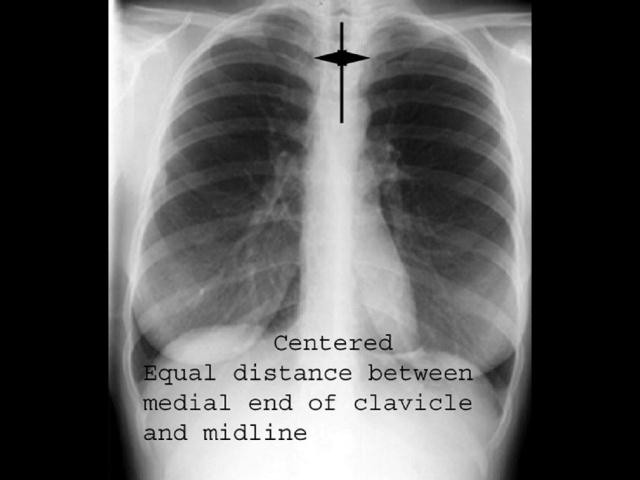 Centered
Equal distance between
medial end of clavicle
and midline